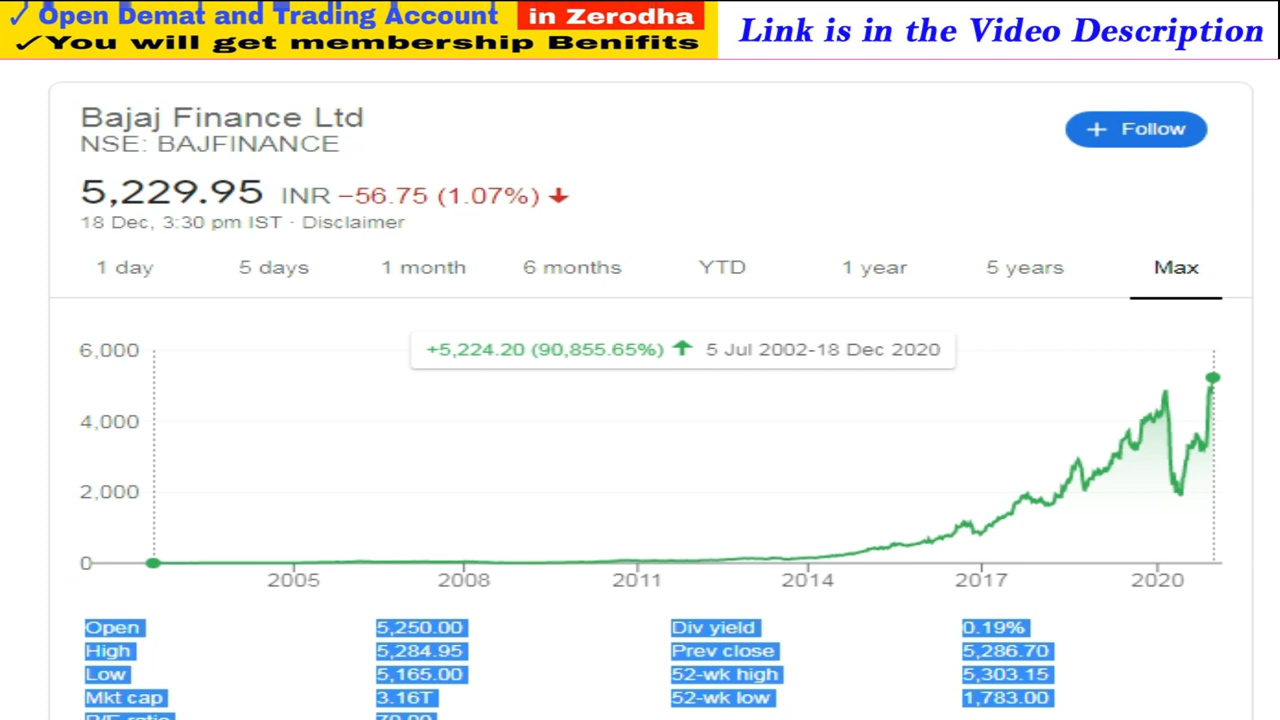 ✓ Open Demat and Trading Account in Zerodha
✓You will get membership Benifits
Link is in the Video Description
Bajaj Finance Ltd
NSE: BAJFINANCE
+ Follow
5,229.95 INR −56.75 (1.07%) ↓
18 Dec, 3:30 pm IST · Disclaimer
1 day 5 days 1 month 6 months YTD 1 year 5 years Max
+5,224.20 (90,855.65%) ↑ 5 Jul 2002-18 Dec 2020
6,000
4,000
2,000
0
2005 2008 2011 2014 2017 2020
Open 5,250.00 Div yield 0.19%
High 5,284.95 Prev close 5,286.70
Low 5,165.00 52-wk high 5,303.15
Mkt cap 3.16T 52-wk low 1,783.00
P/E ratio